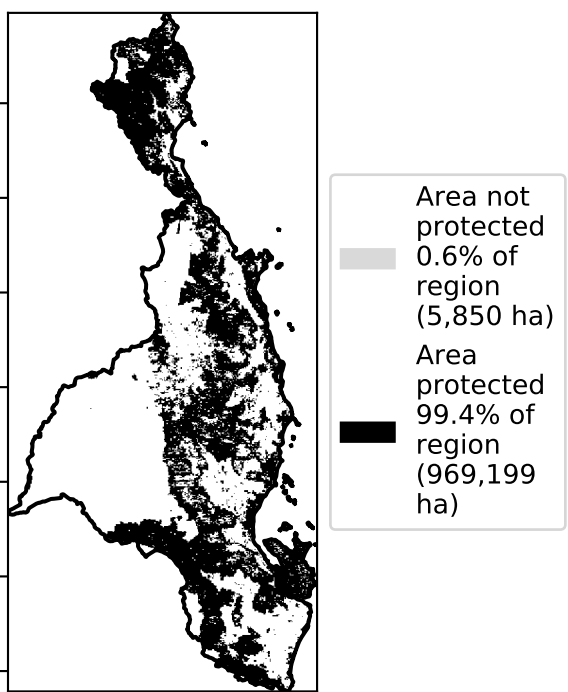 Area not
protected
0.6% of
region
(5,850 ha)
Area
protected
99.4% of
region
(969,199
ha)